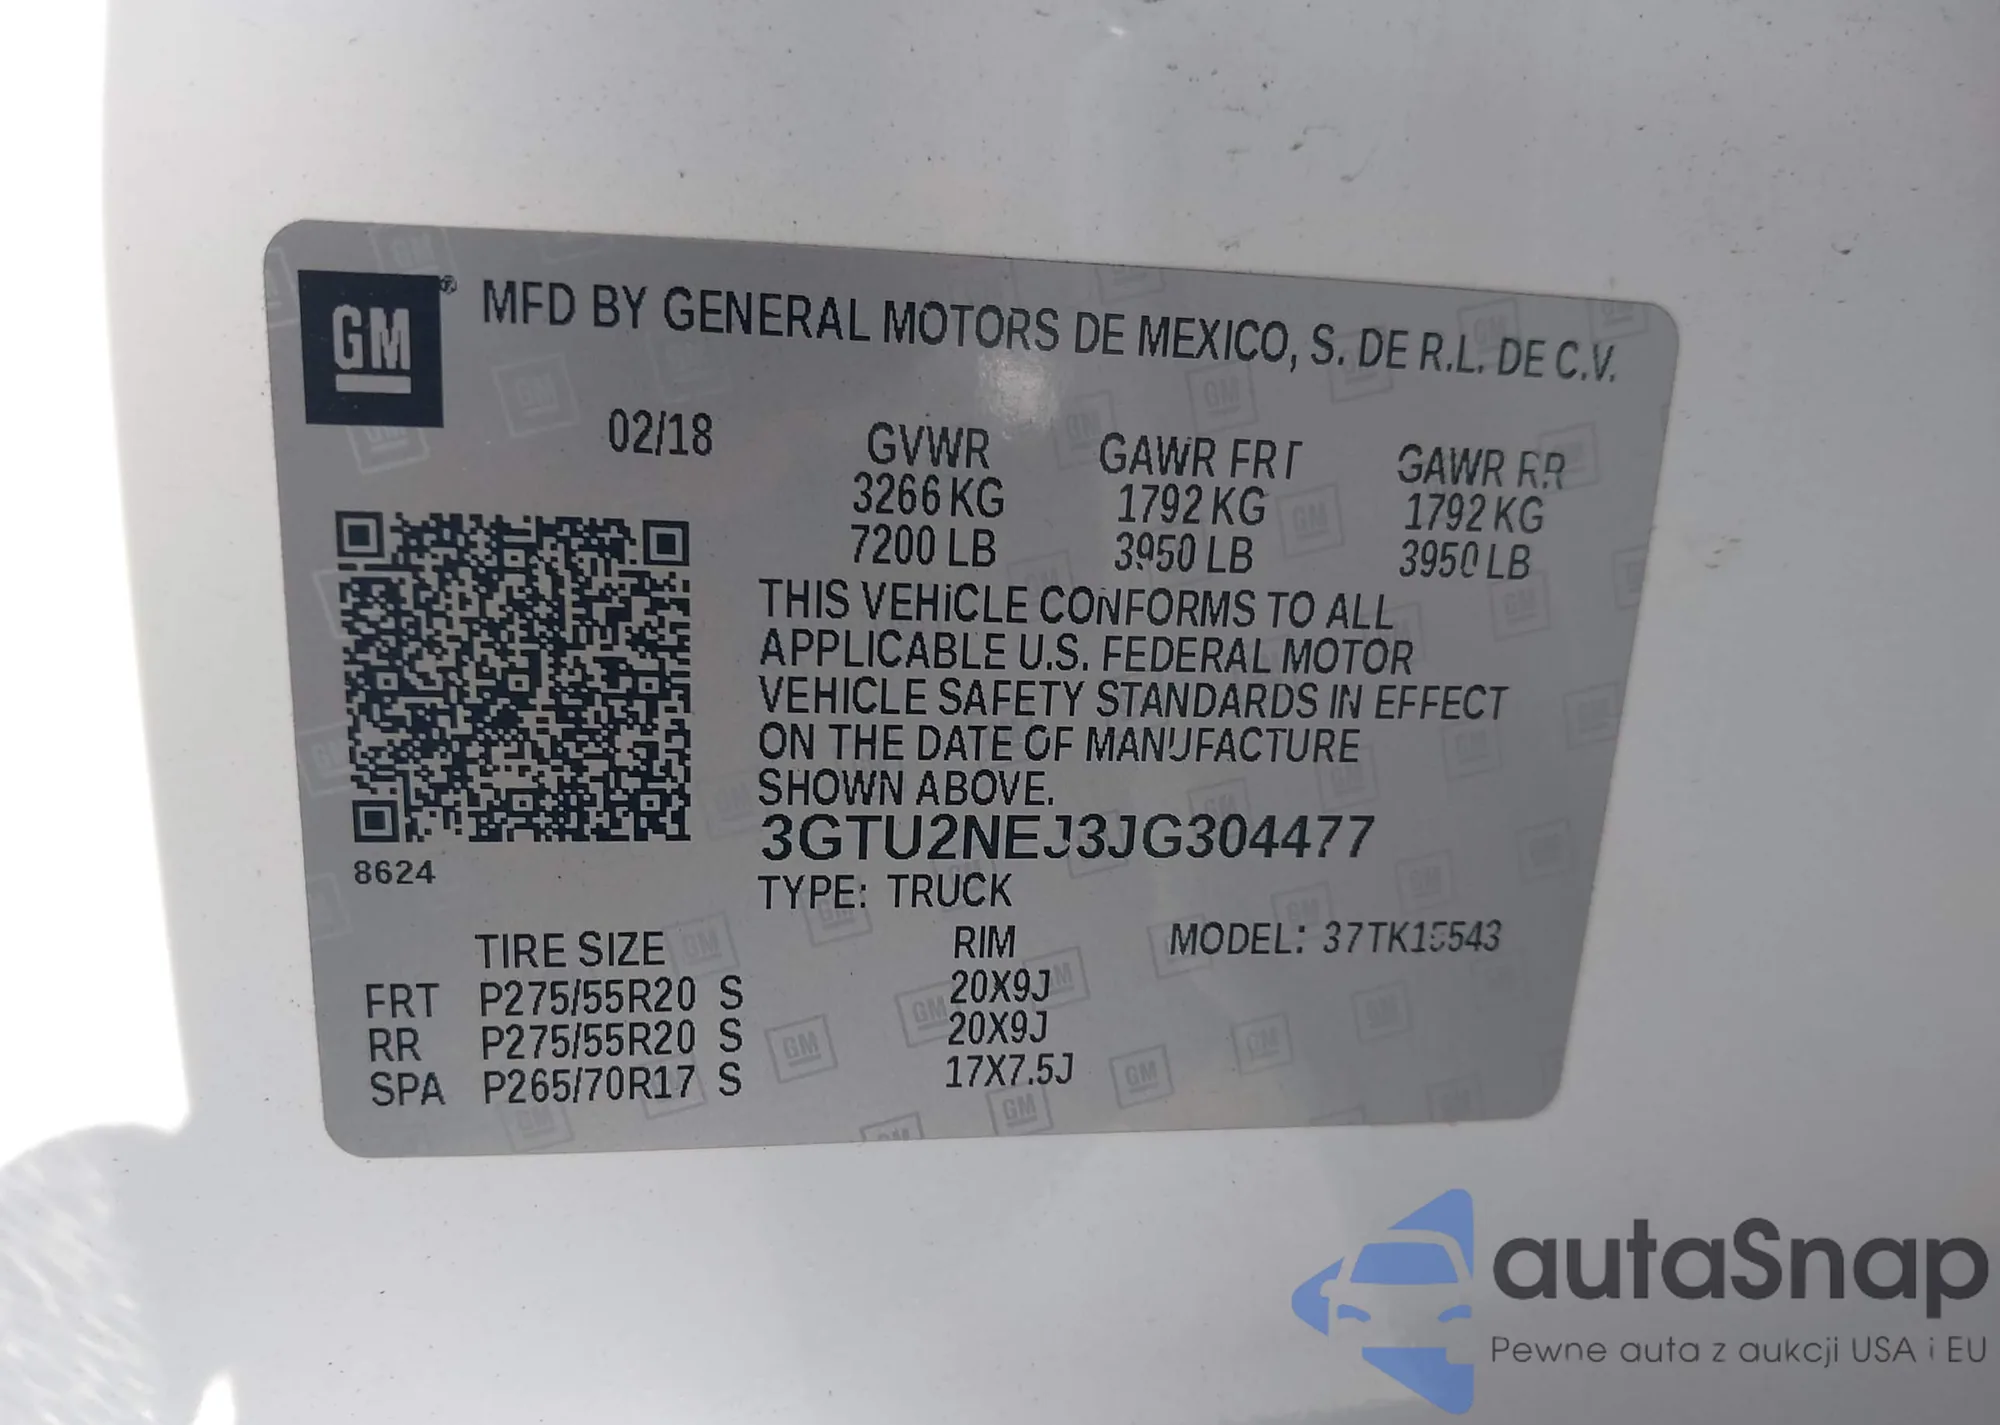 GM
MFD BY GENERAL MOTORS DE MEXICO, S. DE R.L. DE C.V.
02/18 GVWR GAWR FRT GAWR RR
3266 KG 1792 KG 1792 KG
7200 LB 3950 LB 3950 LB
THIS VEHICLE CONFORMS TO ALL
APPLICABLE U.S. FEDERAL MOTOR
VEHICLE SAFETY STANDARDS IN EFFECT
ON THE DATE OF MANUFACTURE
SHOWN ABOVE.
3GTU2NEJ3JG304477
8624
TYPE: TRUCK
TIRE SIZE RIM MODEL: 37TK15543
FRT P275/55R20 S 20X9J
RR P275/55R20 S 20X9J
SPA P265/70R17 S 17X7.5J
autaSnap
Pewne auta z aukcji USA i EU